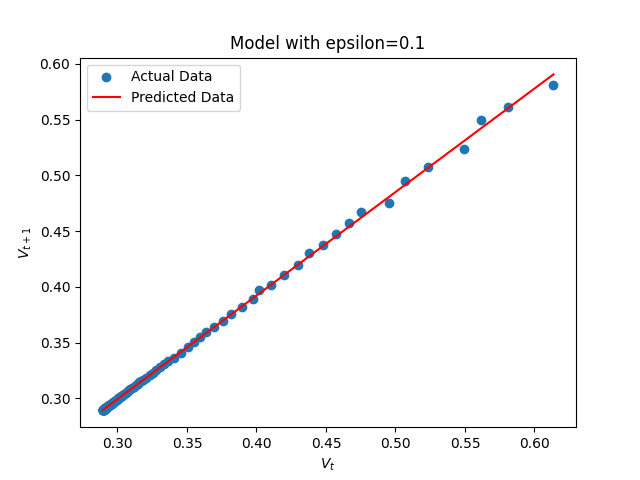 Model with epsilon=0.1
Actual Data
Predicted Data
0.60
0.55
0.50
0.45
0.40
0.35
0.30
V_{t+1}
0.30 0.35 0.40 0.45 0.50 0.55 0.60
V_t